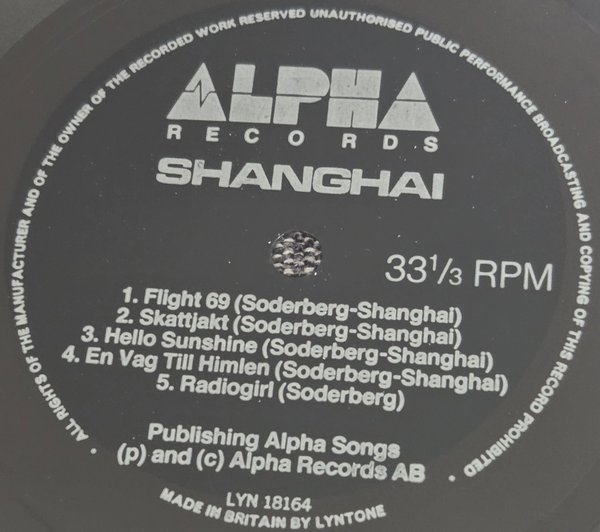 ALL RIGHTS OF THE MANUFACTURER AND OF THE OWNER OF THE RECORDED WORK RESERVED UNAUTHORISED PUBLIC PERFORMANCE BROADCASTING AND COPYING OF THIS RECORD PROHIBITED
ALPHA
RECORDS
SHANGHAI
33 1/3 RPM
1. Flight 69 (Soderberg-Shanghai)
2. Skattjakt (Soderberg-Shanghai)
3. Hello Sunshine (Soderberg-Shanghai)
4. En Vag Till Himlen (Soderberg-Shanghai)
5. Radiogirl (Soderberg)
Publishing Alpha Songs
(p) and (c) Alpha Records AB
LYN 18164
MADE IN BRITAIN BY LYNTONE